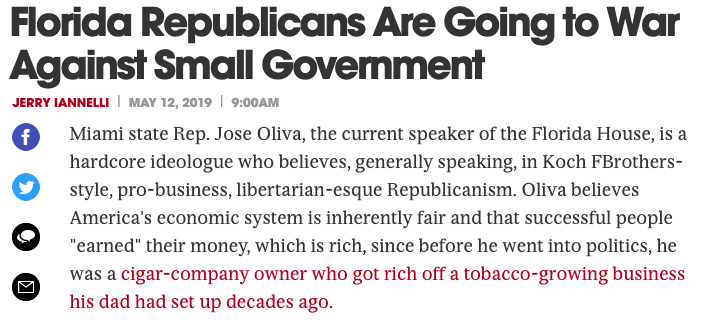 Florida Republicans Are Going to War
Against Small Government
JERRY IANNELLI | MAY 12, 2019 | 9:00AM
Miami state Rep. Jose Oliva, the current speaker of the Florida House, is a
hardcore ideologue who believes, generally speaking, in Koch FBrothers-
style, pro-business, libertarian-esque Republicanism. Oliva believes
America's economic system is inherently fair and that successful people
"earned" their money, which is rich, since before he went into politics, he
was a cigar-company owner who got rich off a tobacco-growing business
his dad had set up decades ago.